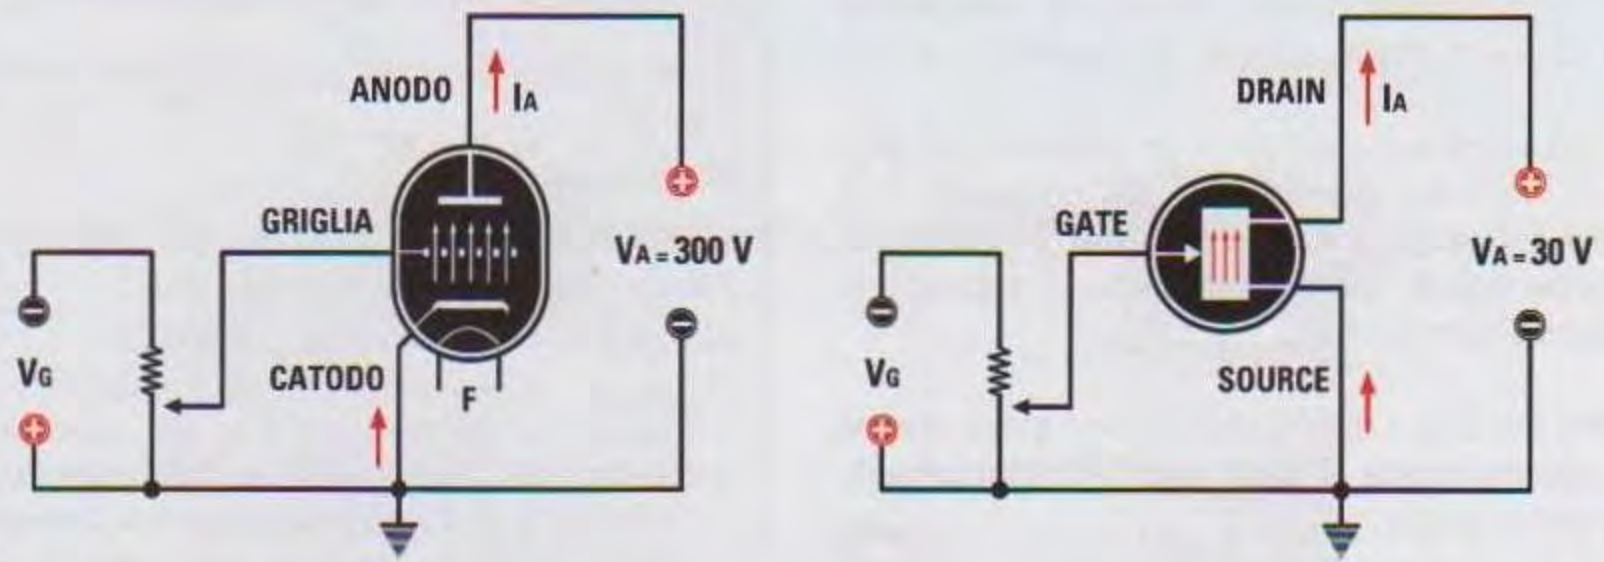 ANODO
IA
GRIGLIA
VA = 300 V
VG
CATODO
F
DRAIN
IA
GATE
VA = 30 V
VG
SOURCE